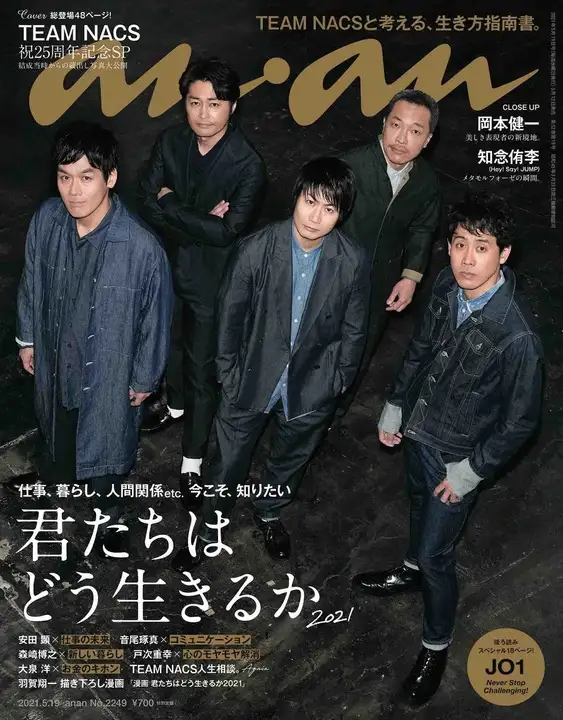 Cover 総登場48ページ!
TEAM NACS
祝25周年記念SP
結成当時からの蔵出し写真大公開
TEAM NACSと考える、生き方指南書。
an・an
CLOSE UP
岡本健一
美しき表現者の新境地。
知念侑李
(Hey! Say! JUMP)
メタモルフォーゼの瞬間。
仕事、暮らし、人間関係etc. 今こそ、知りたい
君たちは
どう生きるか
2021
安田 顕×仕事の未来 音尾琢真×コミュニケーション
森崎博之×新しい暮らし 戸次重幸×心のモヤモヤ解消
大泉 洋×お金のキホン TEAM NACS人生相談。Again
羽賀翔一 描き下ろし漫画 「漫画 君たちはどう生きるか2021」
2021.5.19 anan No.2249 ¥700 特別定価
後ろ読み
スペシャル18ページ!
JO1
Never Stop
Challenging!